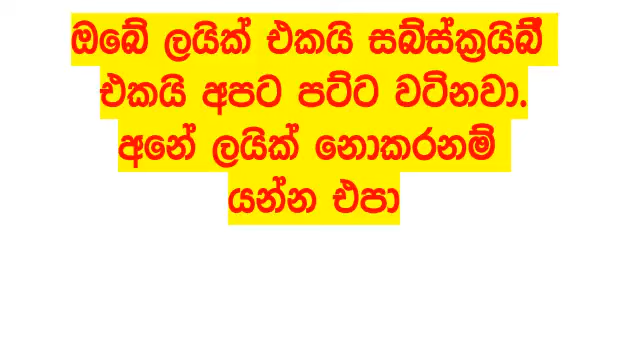 ඔබේ ලයික් එකයි සබ්ස්ක්‍රයිබ්
එකයි අපට පට්ට වටිනවා.
අනේ ලයික් නොකරනම්
යන්න එපා